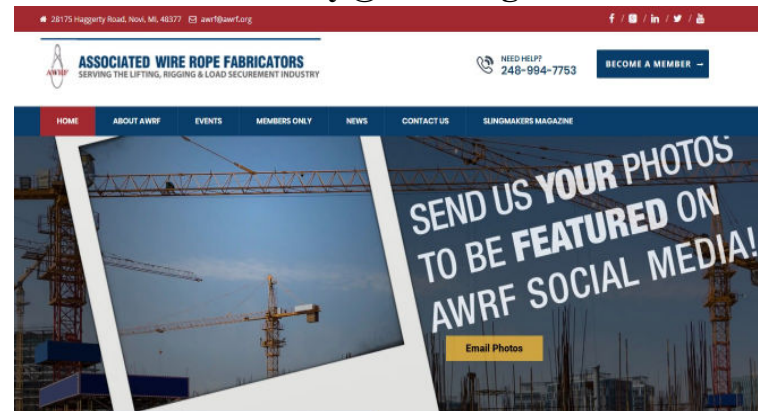 28175 Haggerty Road, Novi, MI, 48377 awrf@awrf.org
f / / in / /
AWRF
ASSOCIATED WIRE ROPE FABRICATORS
SERVING THE LIFTING, RIGGING & LOAD SECUREMENT INDUSTRY
NEED HELP?
248-994-7753
BECOME A MEMBER →
HOME ABOUT AWRF EVENTS MEMBERS ONLY NEWS CONTACT US SLINGMAKERS MAGAZINE
SEND US YOUR PHOTOS
TO BE FEATURED ON
AWRF SOCIAL MEDIA!
Email Photos